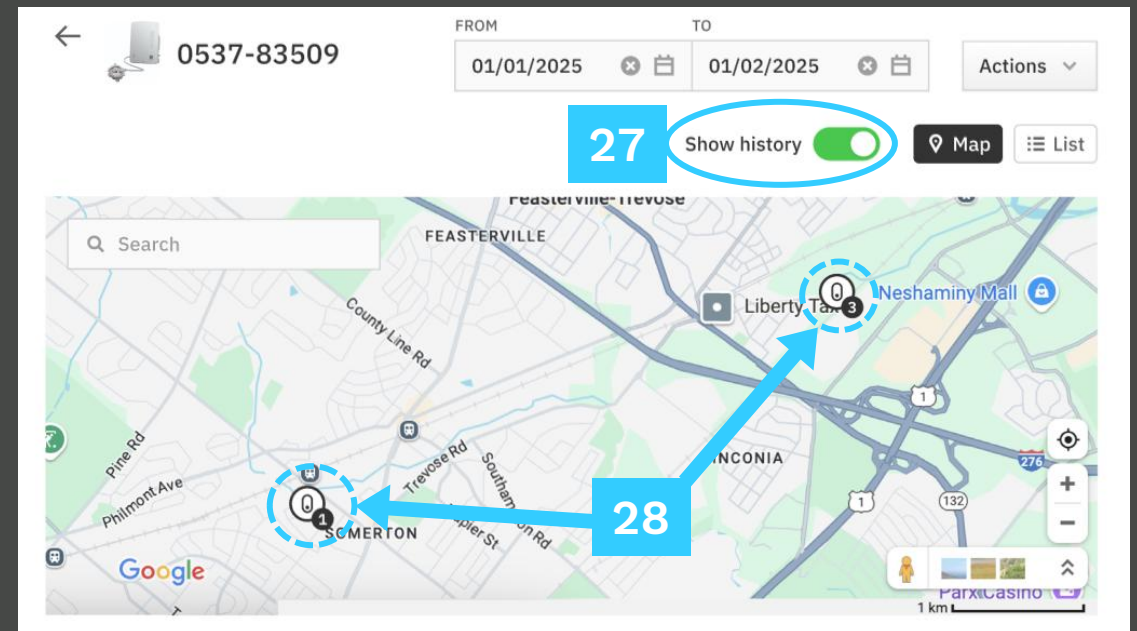 FROM
TO
0537-83509
01/01/2025
01/02/2025
Actions
27
Show history
Map
List
Feasterville-Trevose
Search
FEASTERVILLE
Neshaminy Mall
Liberty Tax
3
County Line Rd
1
Pine Rd
Trevose Rd
Southampton Rd
276
Philmont Ave
1
132
1
28
SOMERTON
Google
Parx Casino
1 km